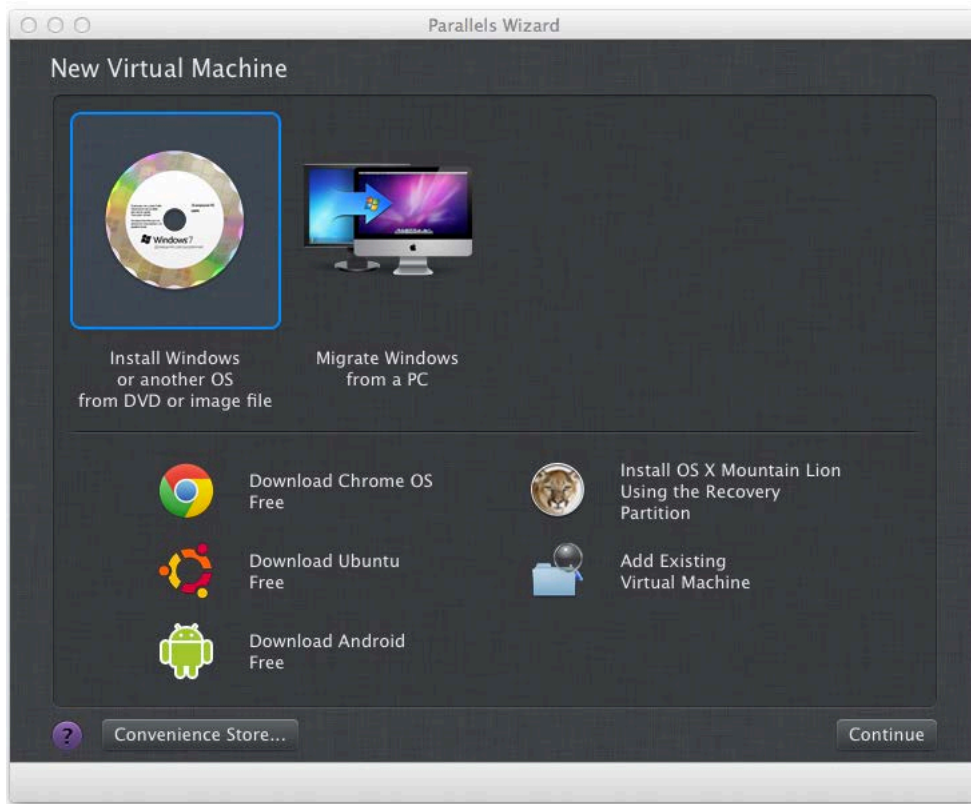 Parallels Wizard
New Virtual Machine
Windows 7
Install Windows
or another OS
from DVD or image file
Migrate Windows
from a PC
Download Chrome OS
Free
Install OS X Mountain Lion
Using the Recovery
Partition
Download Ubuntu
Free
Add Existing
Virtual Machine
Download Android
Free
?
Convenience Store...
Continue